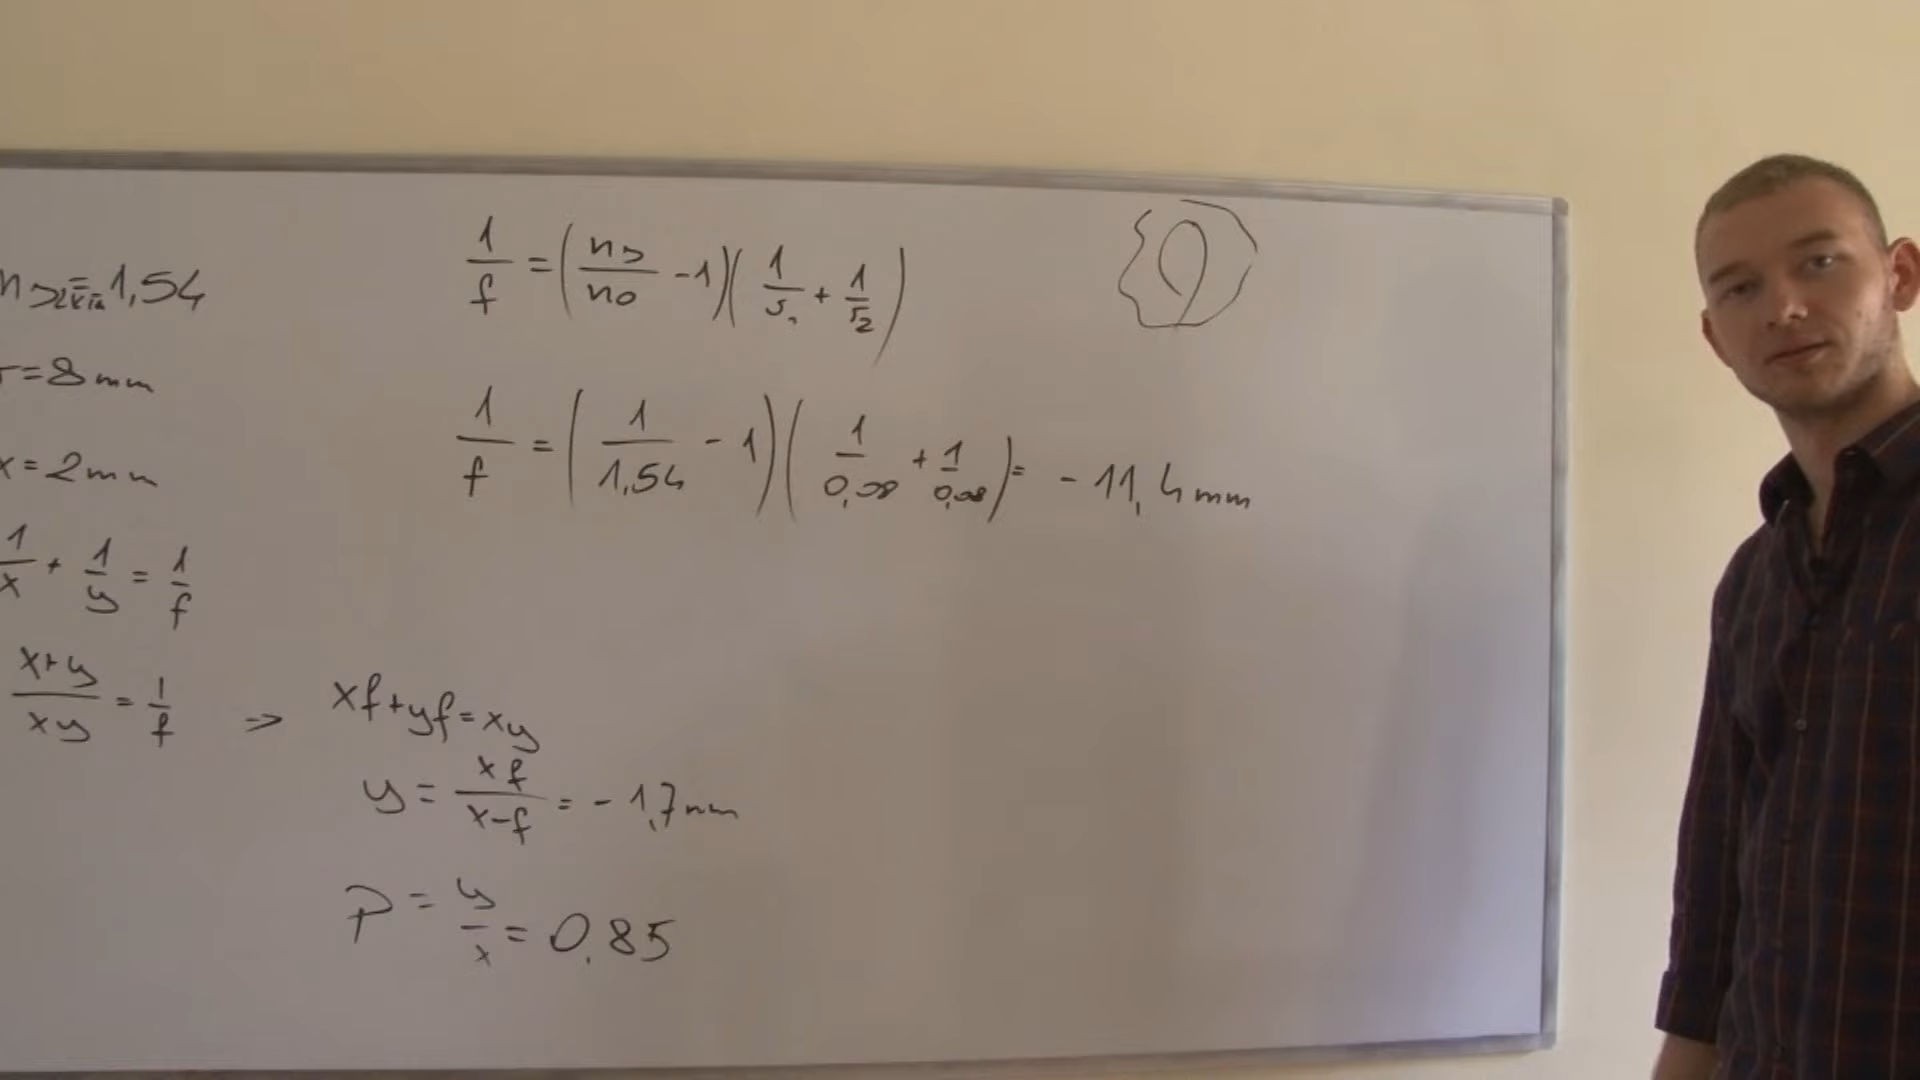 = 1,54
r = 8 mm
x = 2 mm
1/x + 1/y = 1/f
x+y/xy = 1/f =>
1/f = (ns/no - 1)(1/r1 + 1/r2)
1/f = (1/1,54 - 1)(1/0,08 + 1/0,08) = - 11,4 mm
xf+yf=xy
y = xf/x-f = - 1,7 mm
P = y/x = 0,85